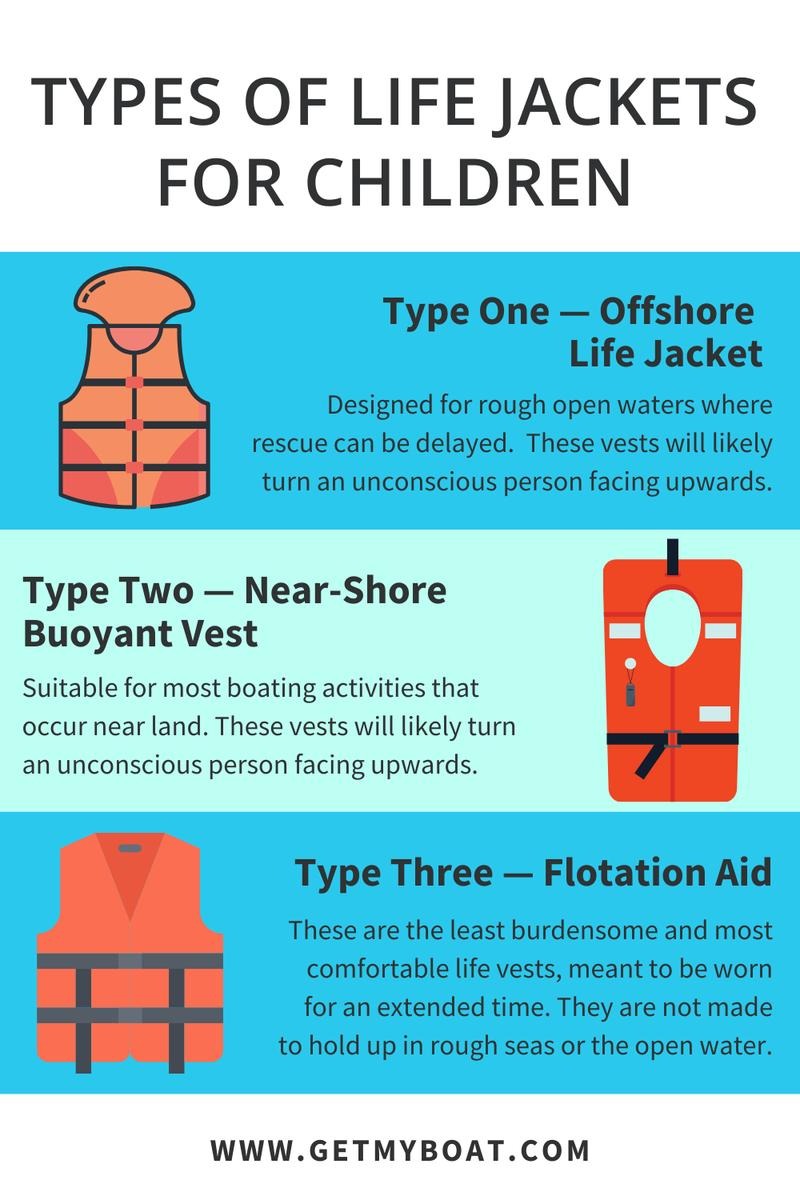 TYPES OF LIFE JACKETS
FOR CHILDREN
Type One — Offshore
Life Jacket
Designed for rough open waters where
rescue can be delayed.  These vests will likely
turn an unconscious person facing upwards.
Type Two — Near-Shore
Buoyant Vest
Suitable for most boating activities that
occur near land. These vests will likely turn
an unconscious person facing upwards.
Type Three — Flotation Aid
These are the least burdensome and most
comfortable life vests, meant to be worn
for an extended time. They are not made
to hold up in rough seas or the open water.
WWW.GETMYBOAT.COM